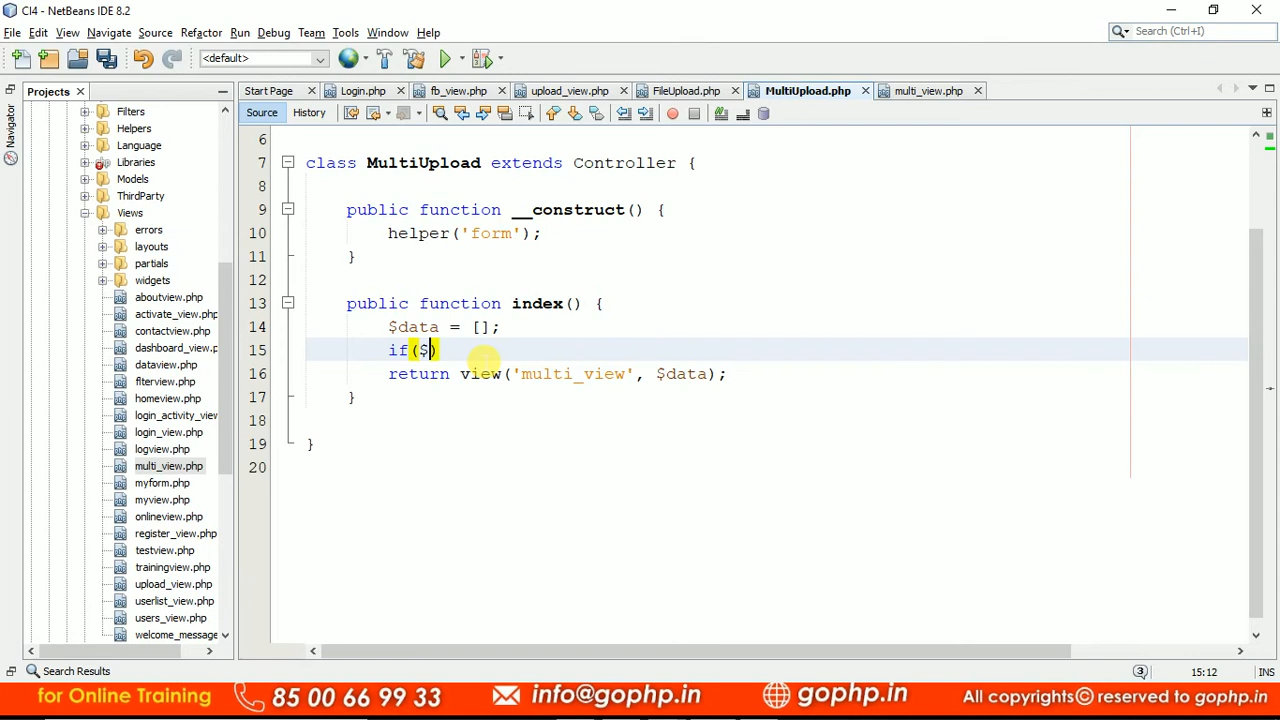 CI4 - NetBeans IDE 8.2
File Edit View Navigate Source Refactor Run Debug Team Tools Window Help
Search (Ctrl+I)
<default>
Projects
Start Page Login.php fb_view.php upload_view.php FileUpload.php MultiUpload.php multi_view.php
Source History
Navigator
Filters
Helpers
Language
Libraries
Models
ThirdParty
Views
errors
layouts
partials
widgets
aboutview.php
activate_view.php
contactview.php
dashboard_view.p
dataview.php
flterview.php
homeview.php
login_activity_view
login_view.php
logview.php
multi_view.php
myform.php
myview.php
onlineview.php
register_view.php
testview.php
trainingview.php
upload_view.php
userlist_view.php
users_view.php
welcome_message
6
7 class MultiUpload extends Controller {
8
9 public function __construct() {
10 helper('form');
11 }
12
13 public function index() {
14 $data = [];
15 if($)
16 return view('multi_view', $data);
17 }
18
19 }
20
Search Results
3
15:12
INS
for Online Training 85 00 66 99 33 info@gophp.in gophp.in All copyrights© reserved to gophp.in